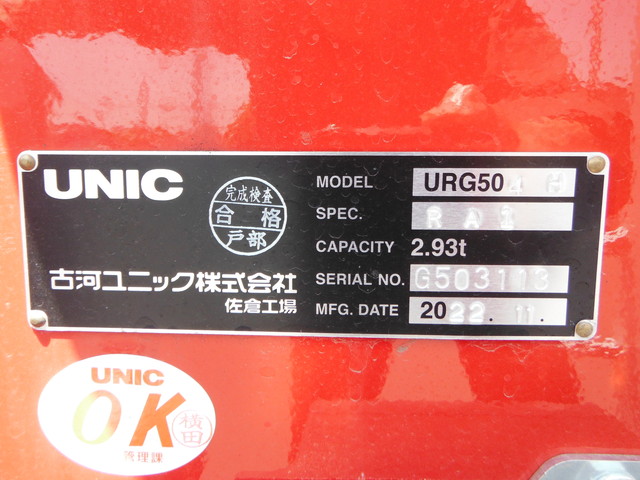 UNIC
完成検査
合格
戸部
古河ユニック株式会社
佐倉工場
MODEL URG504H
SPEC. RAS
CAPACITY 2.93t
SERIAL NO. G503113
MFG. DATE 2022. 11.
UNIC
OK
横田
管理課